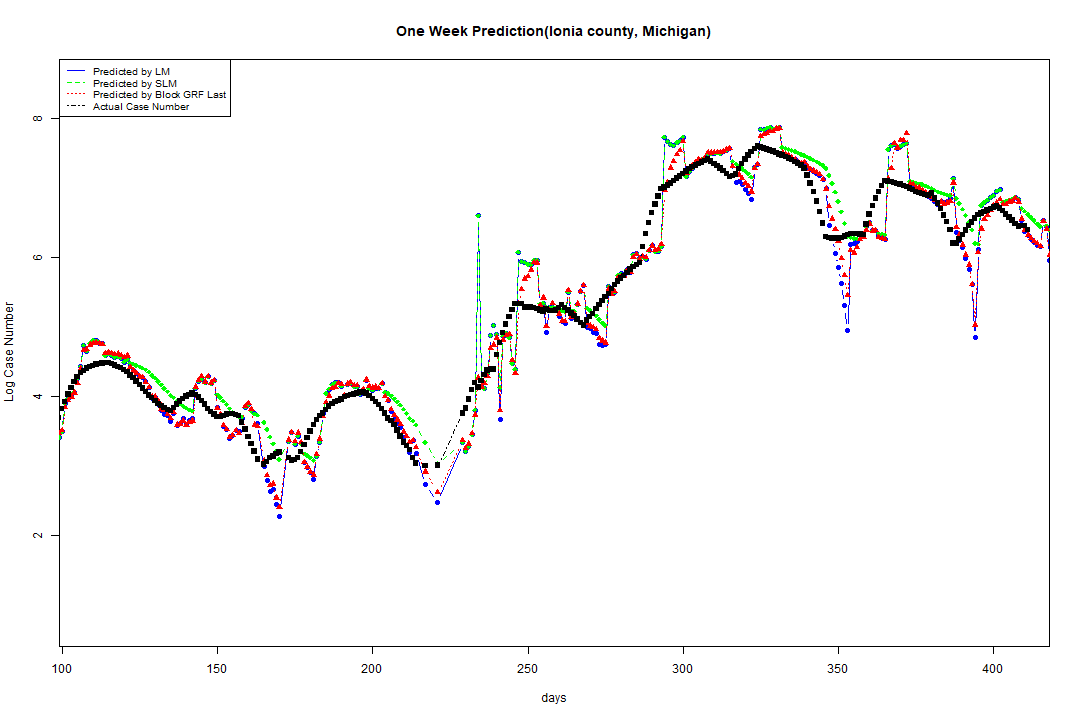 One Week Prediction(Ionia county, Michigan)
Predicted by LM
Predicted by SLM
Predicted by Block GRF Last
Actual Case Number
8
6
4
2
Log Case Number
100 150 200 250 300 350 400
days